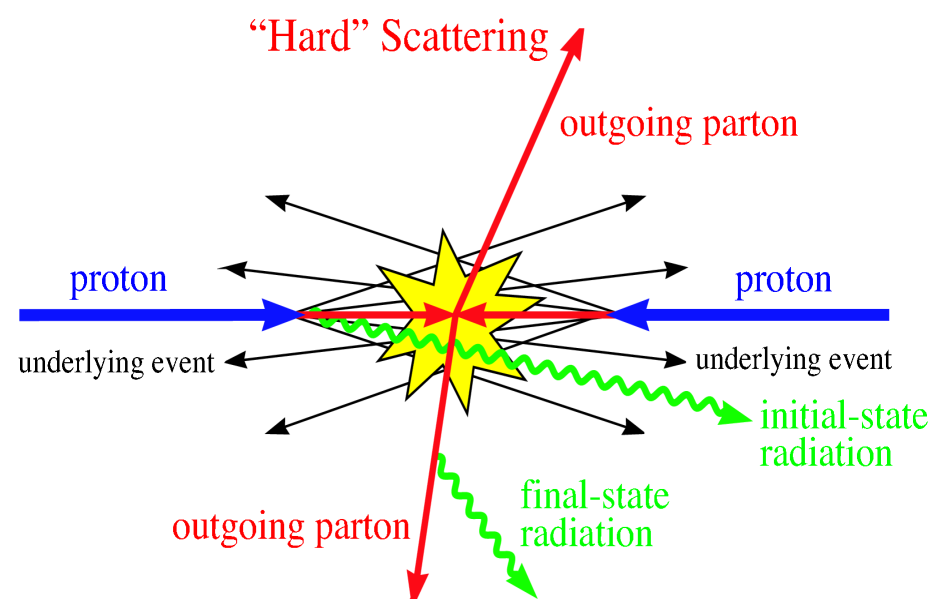 “Hard” Scattering
outgoing parton
proton
proton
underlying event
underlying event
initial-state
radiation
final-state
radiation
outgoing parton